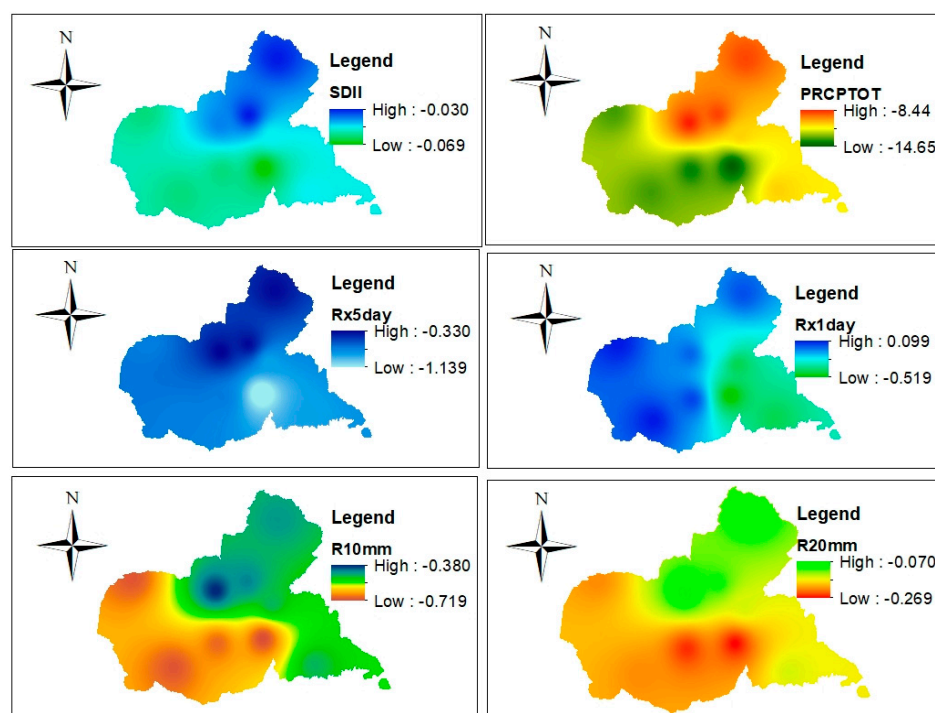 N
Legend
SDII
High : -0.030
Low : -0.069
N
Legend
PRCPTOT
High : -8.44
Low : -14.65
N
Legend
Rx5day
High : -0.330
Low : -1.139
N
Legend
Rx1day
High : 0.099
Low : -0.519
N
Legend
R10mm
High : -0.380
Low : -0.719
N
Legend
R20mm
High : -0.070
Low : -0.269